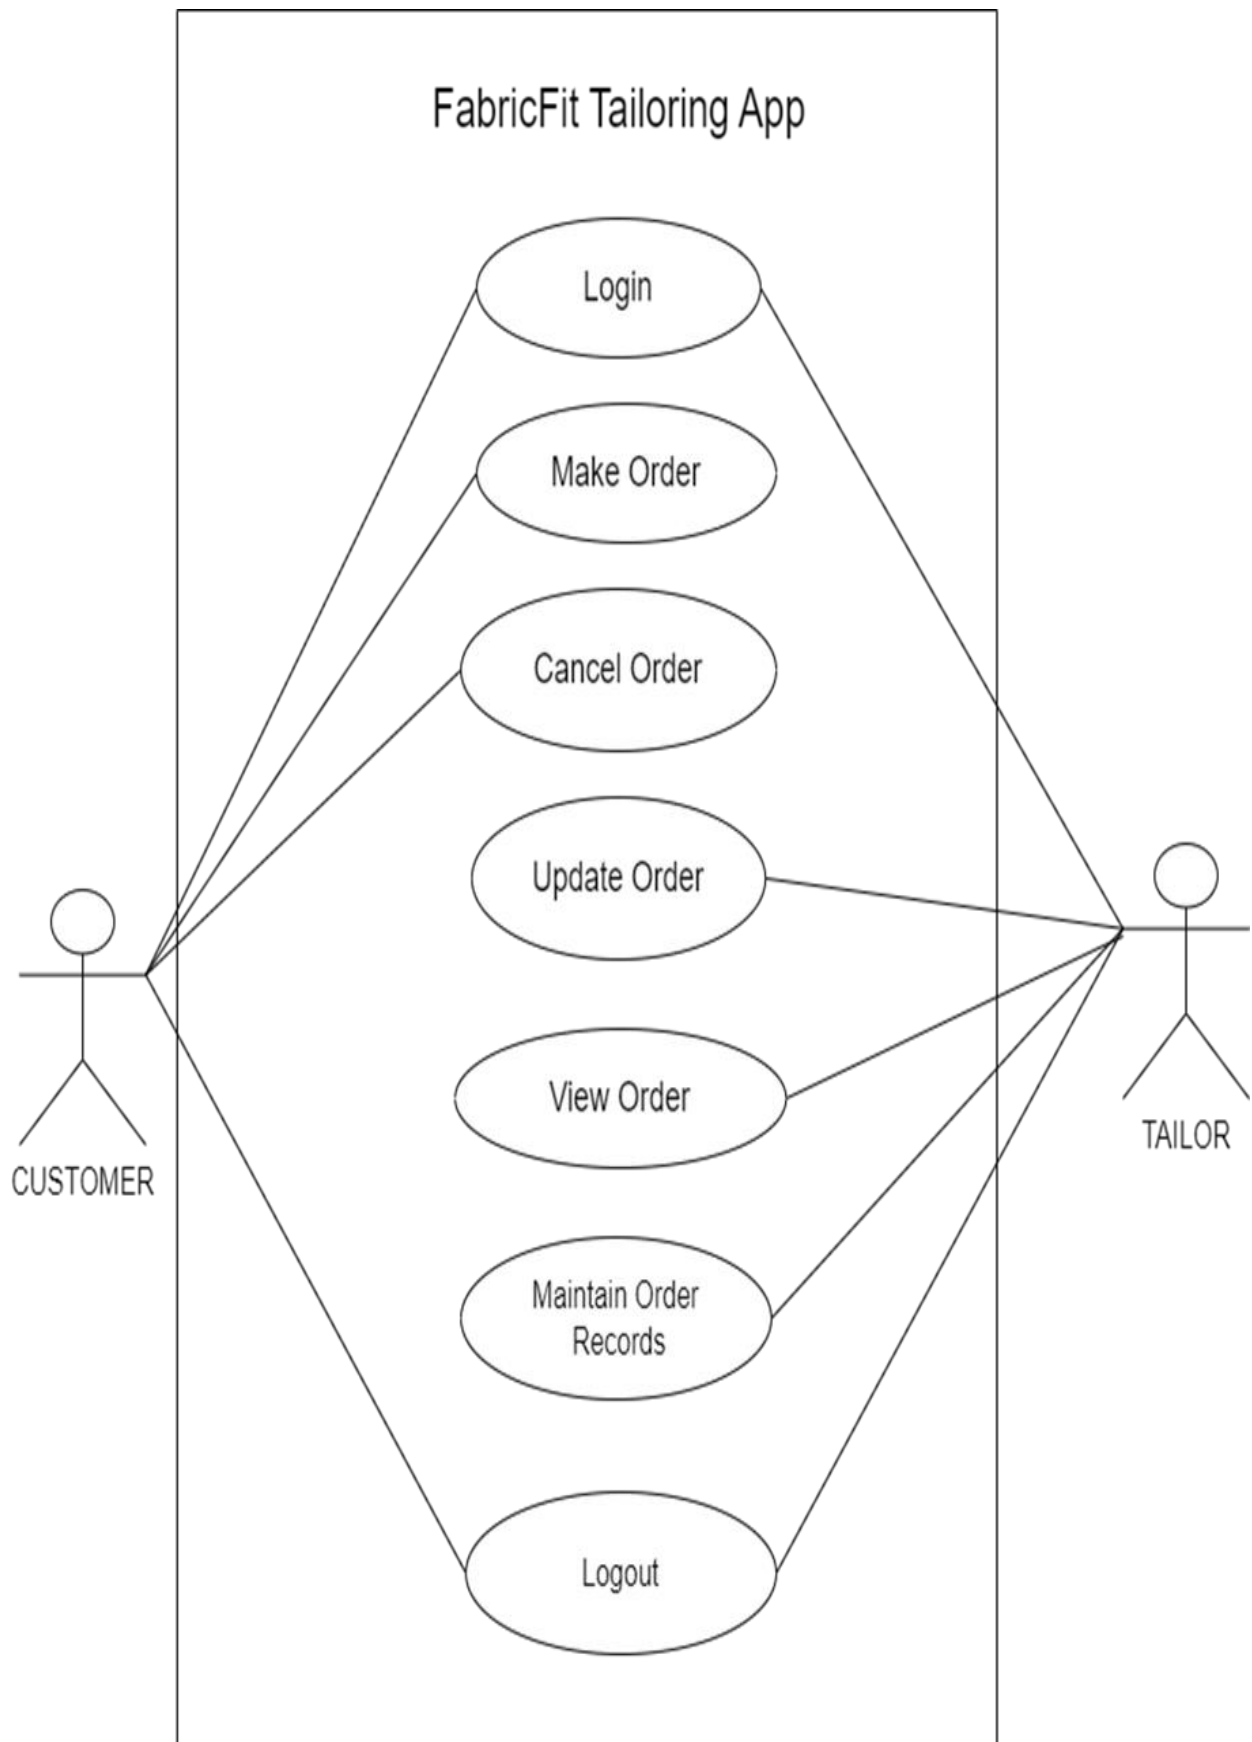 FabricFit Tailoring App
Login
Make Order
Cancel Order
Update Order
View Order
TAILOR
CUSTOMER
Maintain Order
Records
Logout